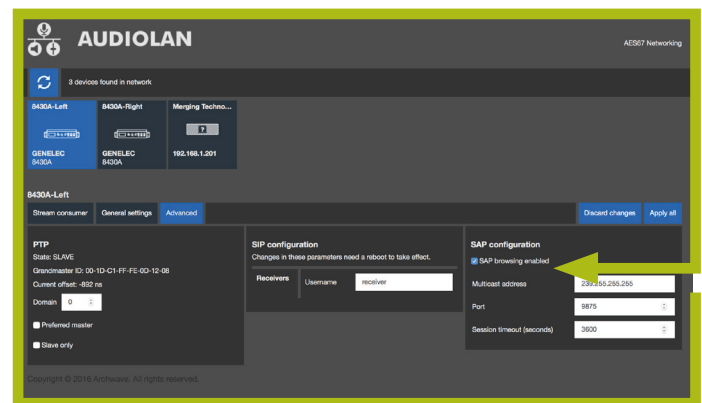 AUDIOLAN
AES67 Networking
3 devices found in network
8430A-Left
GENELEC
8430A
8430A-Right
GENELEC
8430A
Merging Techno...
?
192.168.1.201
8430A-Left
Stream consumer
General settings
Advanced
Discard changes
Apply all
PTP
State: SLAVE
Grandmaster ID: 00-1D-C1-FF-FE-0D-12-08
Current offset: -892 ns
Domain 0
Preferred master
Slave only
SIP configuration
Changes in these parameters need a reboot to take effect.
Receivers
Username receiver
SAP configuration
SAP browsing enabled
Multicast address 239.255.255.255
Port 9875
Session timeout (seconds) 3600
Copyright © 2016 Archwave. All rights reserved.